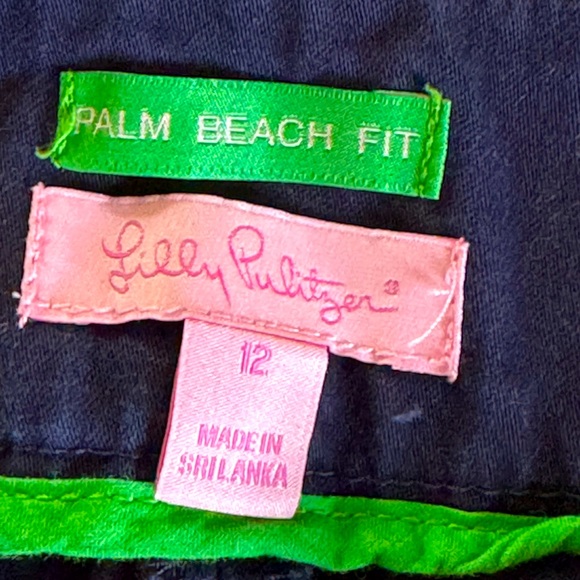 PALM BEACH FIT
Lilly Pulitzer®
12
MADE IN
SRI LANKA